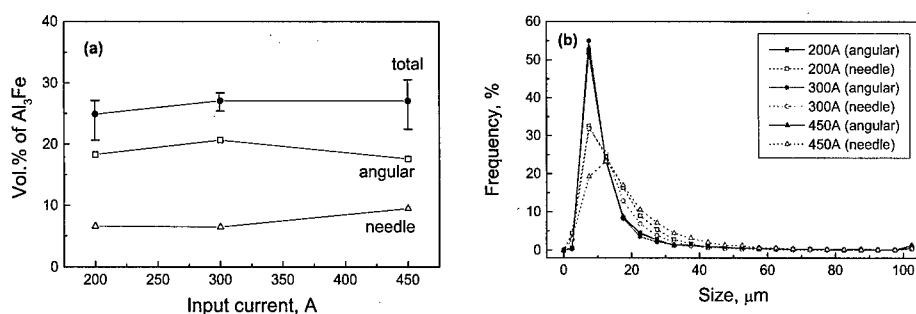 (a)
total
angular
needle
Vol.% of Al₃Fe
40
30
20
10
0
200 250 300 350 400 450
Input current, A
(b)
200A (angular)
200A (needle)
300A (angular)
300A (needle)
450A (angular)
450A (needle)
Frequency, %
60
50
40
30
20
10
0
0 20 40 60 80 100
Size, μm